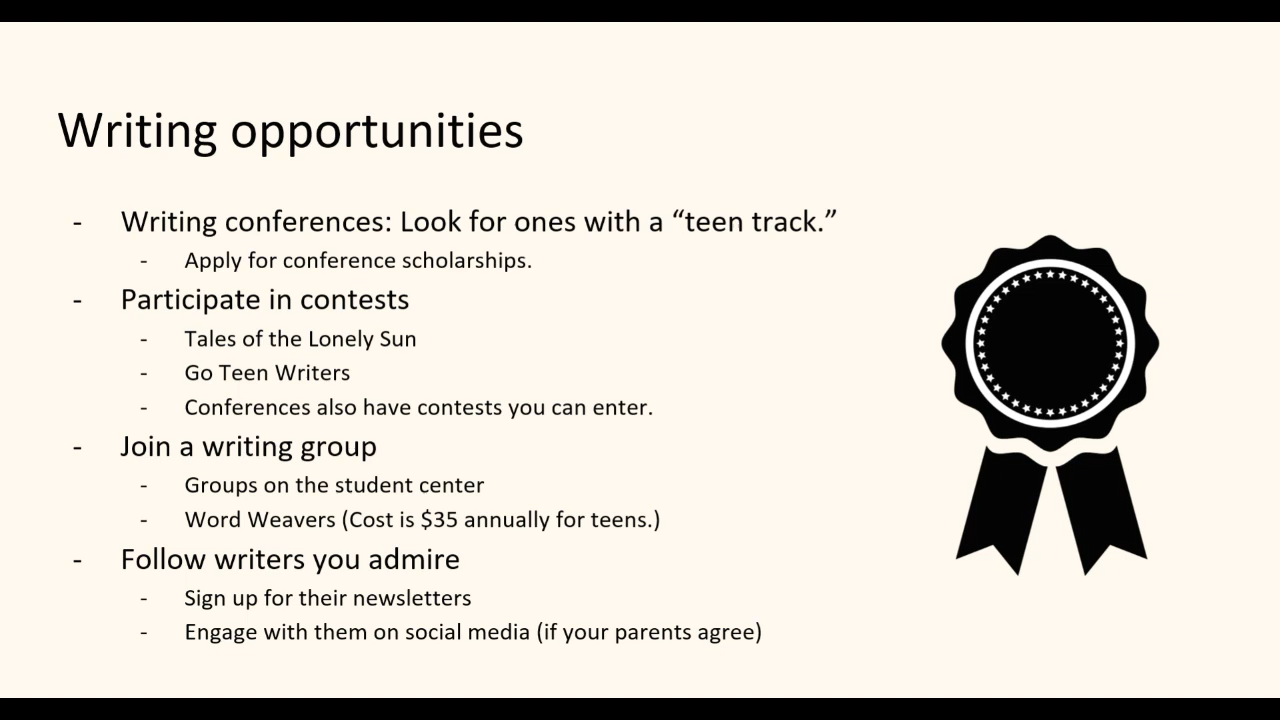 Writing opportunities
- Writing conferences: Look for ones with a “teen track.”
- Apply for conference scholarships.
- Participate in contests
- Tales of the Lonely Sun
- Go Teen Writers
- Conferences also have contests you can enter.
- Join a writing group
- Groups on the student center
- Word Weavers (Cost is $35 annually for teens.)
- Follow writers you admire
- Sign up for their newsletters
- Engage with them on social media (if your parents agree)